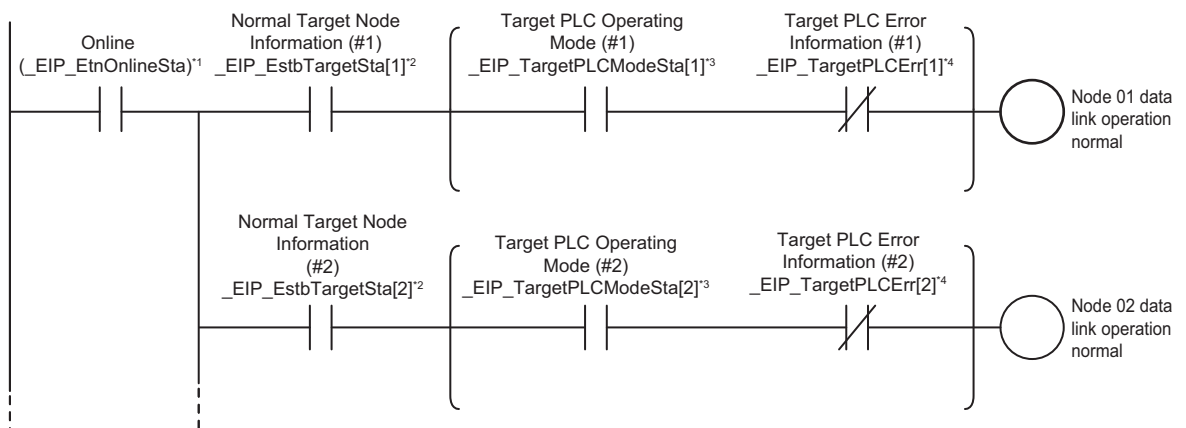 Online
(_EIP_EtnOnlineSta)*1
Normal Target Node
Information (#1)
_EIP_EstbTargetSta[1]*2
Target PLC Operating
Mode (#1)
_EIP_TargetPLCModeSta[1]*3
Target PLC Error
Information (#1)
_EIP_TargetPLCErr[1]*4
Node 01 data
link operation
normal
Normal Target Node
Information
(#2)
_EIP_EstbTargetSta[2]*2
Target PLC Operating
Mode (#2)
_EIP_TargetPLCModeSta[2]*3
Target PLC Error
Information (#2)
_EIP_TargetPLCErr[2]*4
Node 02 data
link operation
normal